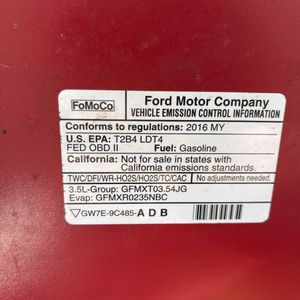 FoMoCo
Ford Motor Company
VEHICLE EMISSION CONTROL INFORMATION
Conforms to regulations: 2016 MY
U.S. EPA: T2B4 LDT4
FED OBD II Fuel: Gasoline
California: Not for sale in states with
California emissions standards.
TWC/DFI/WR-HO2S/HO2S/TC/CAC No adjustments needed.
3.5L-Group: GFMXT03.54JG
Evap: GFMXR0235NBC
GW7E-9C485-ADB